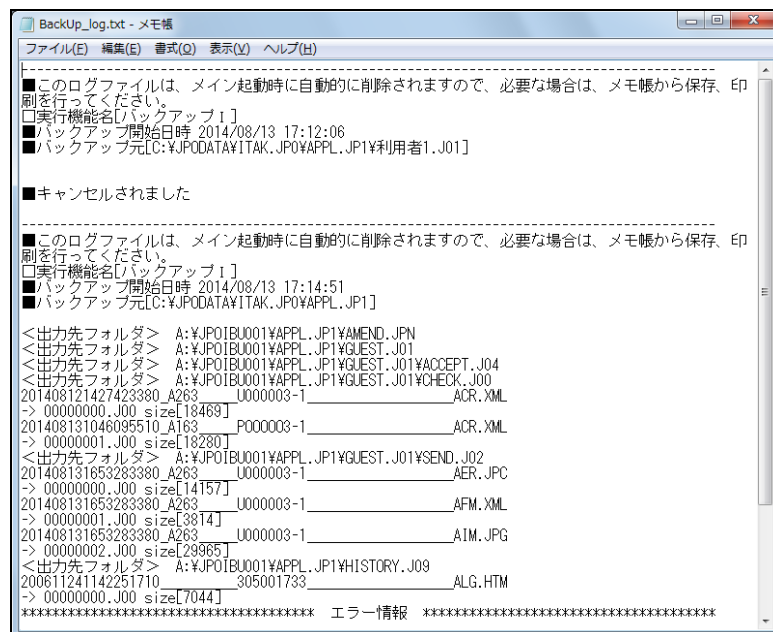 BackUp_log.txt - メモ帳
ファイル(F) 編集(E) 書式(O) 表示(V) ヘルプ(H)
--------------------------------------------------------------------------------------
■このログファイルは、メイン起動時に自動的に削除されますので、必要な場合は、メモ帳から保存、印
刷を行ってください。
□実行機能名[バックアップⅠ]
■バックアップ開始日時 2014/08/13 17:12:06
■バックアップ元[C:¥JPODATA¥ITAK.JP0¥APPL.JP1¥利用者1.J01]
■キャンセルされました
--------------------------------------------------------------------------------------
■このログファイルは、メイン起動時に自動的に削除されますので、必要な場合は、メモ帳から保存、印
刷を行ってください。
□実行機能名[バックアップⅠ]
■バックアップ開始日時 2014/08/13 17:14:51
■バックアップ元[C:¥JPODATA¥ITAK.JP0¥APPL.JP1]
<出力先フォルダ> A:¥JPOIBU001¥APPL.JP1¥AMEND.JPN
<出力先フォルダ> A:¥JPOIBU001¥APPL.JP1¥GUEST.J01
<出力先フォルダ> A:¥JPOIBU001¥APPL.JP1¥GUEST.J01¥ACCEPT.J04
<出力先フォルダ> A:¥JPOIBU001¥APPL.JP1¥GUEST.J01¥CHECK.J00
201408121427423380_A263_____U000003-1__________________ACR.XML
-> 00000000.J00 size[18469]
201408131046095510_A163_____P000003-1__________________ACR.XML
-> 00000001.J00 size[18280]
<出力先フォルダ> A:¥JPOIBU001¥APPL.JP1¥GUEST.J01¥SEND.J02
201408131653283380_A263_____U000003-1__________________AER.JPC
-> 00000000.J00 size[14157]
201408131653283380_A263_____U000003-1__________________AFM.XML
-> 00000001.J00 size[3814]
201408131653283380_A263_____U000003-1__________________AIM.JPG
-> 00000002.J00 size[29965]
<出力先フォルダ> A:¥JPOIBU001¥APPL.JP1¥HISTORY.J09
200611241142251710__________305001733__________________ALG.HTM
-> 00000000.J00 size[7044]
************************************ エラー情報 ************************************